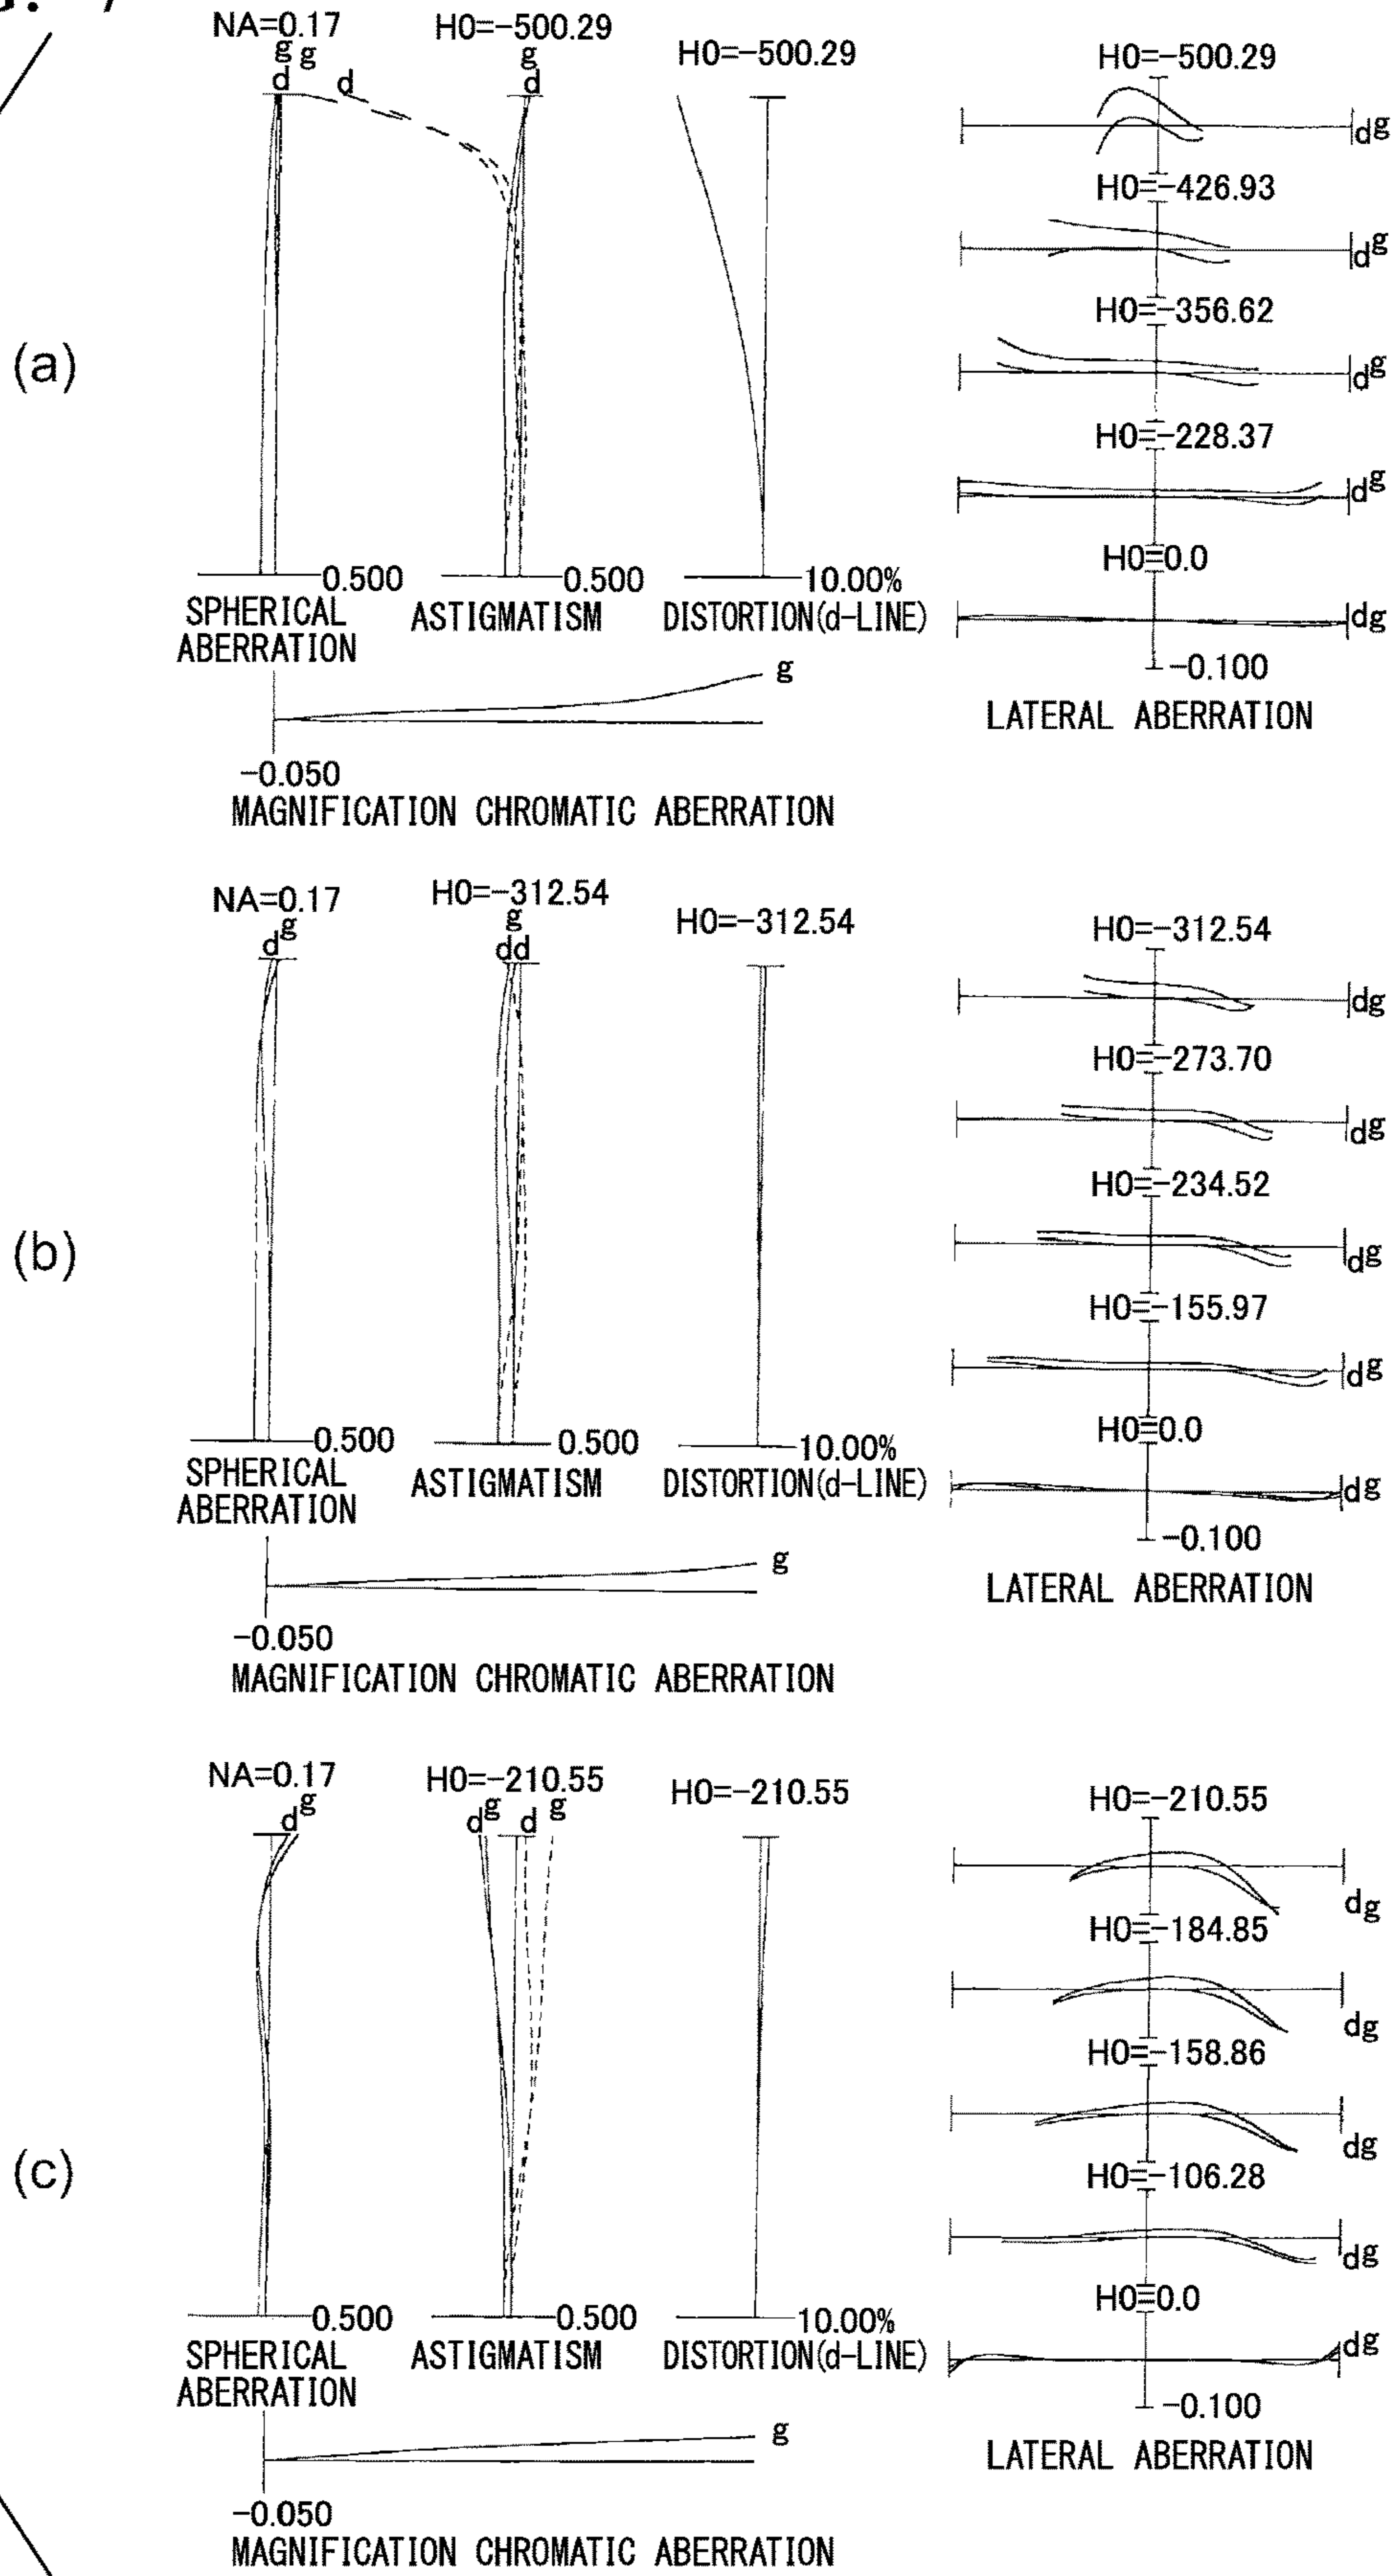 (a)
NA=0.17
g g
d d
H0=-500.29
g
d
H0=-500.29
0.500
SPHERICAL
ABERRATION
0.500
ASTIGMATISM
10.00%
DISTORTION(d-LINE)
H0=-500.29
dg
H0=-426.93
dg
H0=-356.62
dg
H0=-228.37
dg
H0=0.0
dg
-0.100
LATERAL ABERRATION
g
-0.050
MAGNIFICATION CHROMATIC ABERRATION
(b)
NA=0.17
dg
H0=-312.54
g
dd
H0=-312.54
0.500
SPHERICAL
ABERRATION
0.500
ASTIGMATISM
10.00%
DISTORTION(d-LINE)
H0=-312.54
dg
H0=-273.70
dg
H0=-234.52
dg
H0=-155.97
dg
H0=0.0
dg
-0.100
LATERAL ABERRATION
g
-0.050
MAGNIFICATION CHROMATIC ABERRATION
(c)
NA=0.17
dg
H0=-210.55
dg d g
H0=-210.55
0.500
SPHERICAL
ABERRATION
0.500
ASTIGMATISM
10.00%
DISTORTION(d-LINE)
H0=-210.55
dg
H0=-184.85
dg
H0=-158.86
dg
H0=-106.28
dg
H0=0.0
dg
-0.100
LATERAL ABERRATION
g
-0.050
MAGNIFICATION CHROMATIC ABERRATION